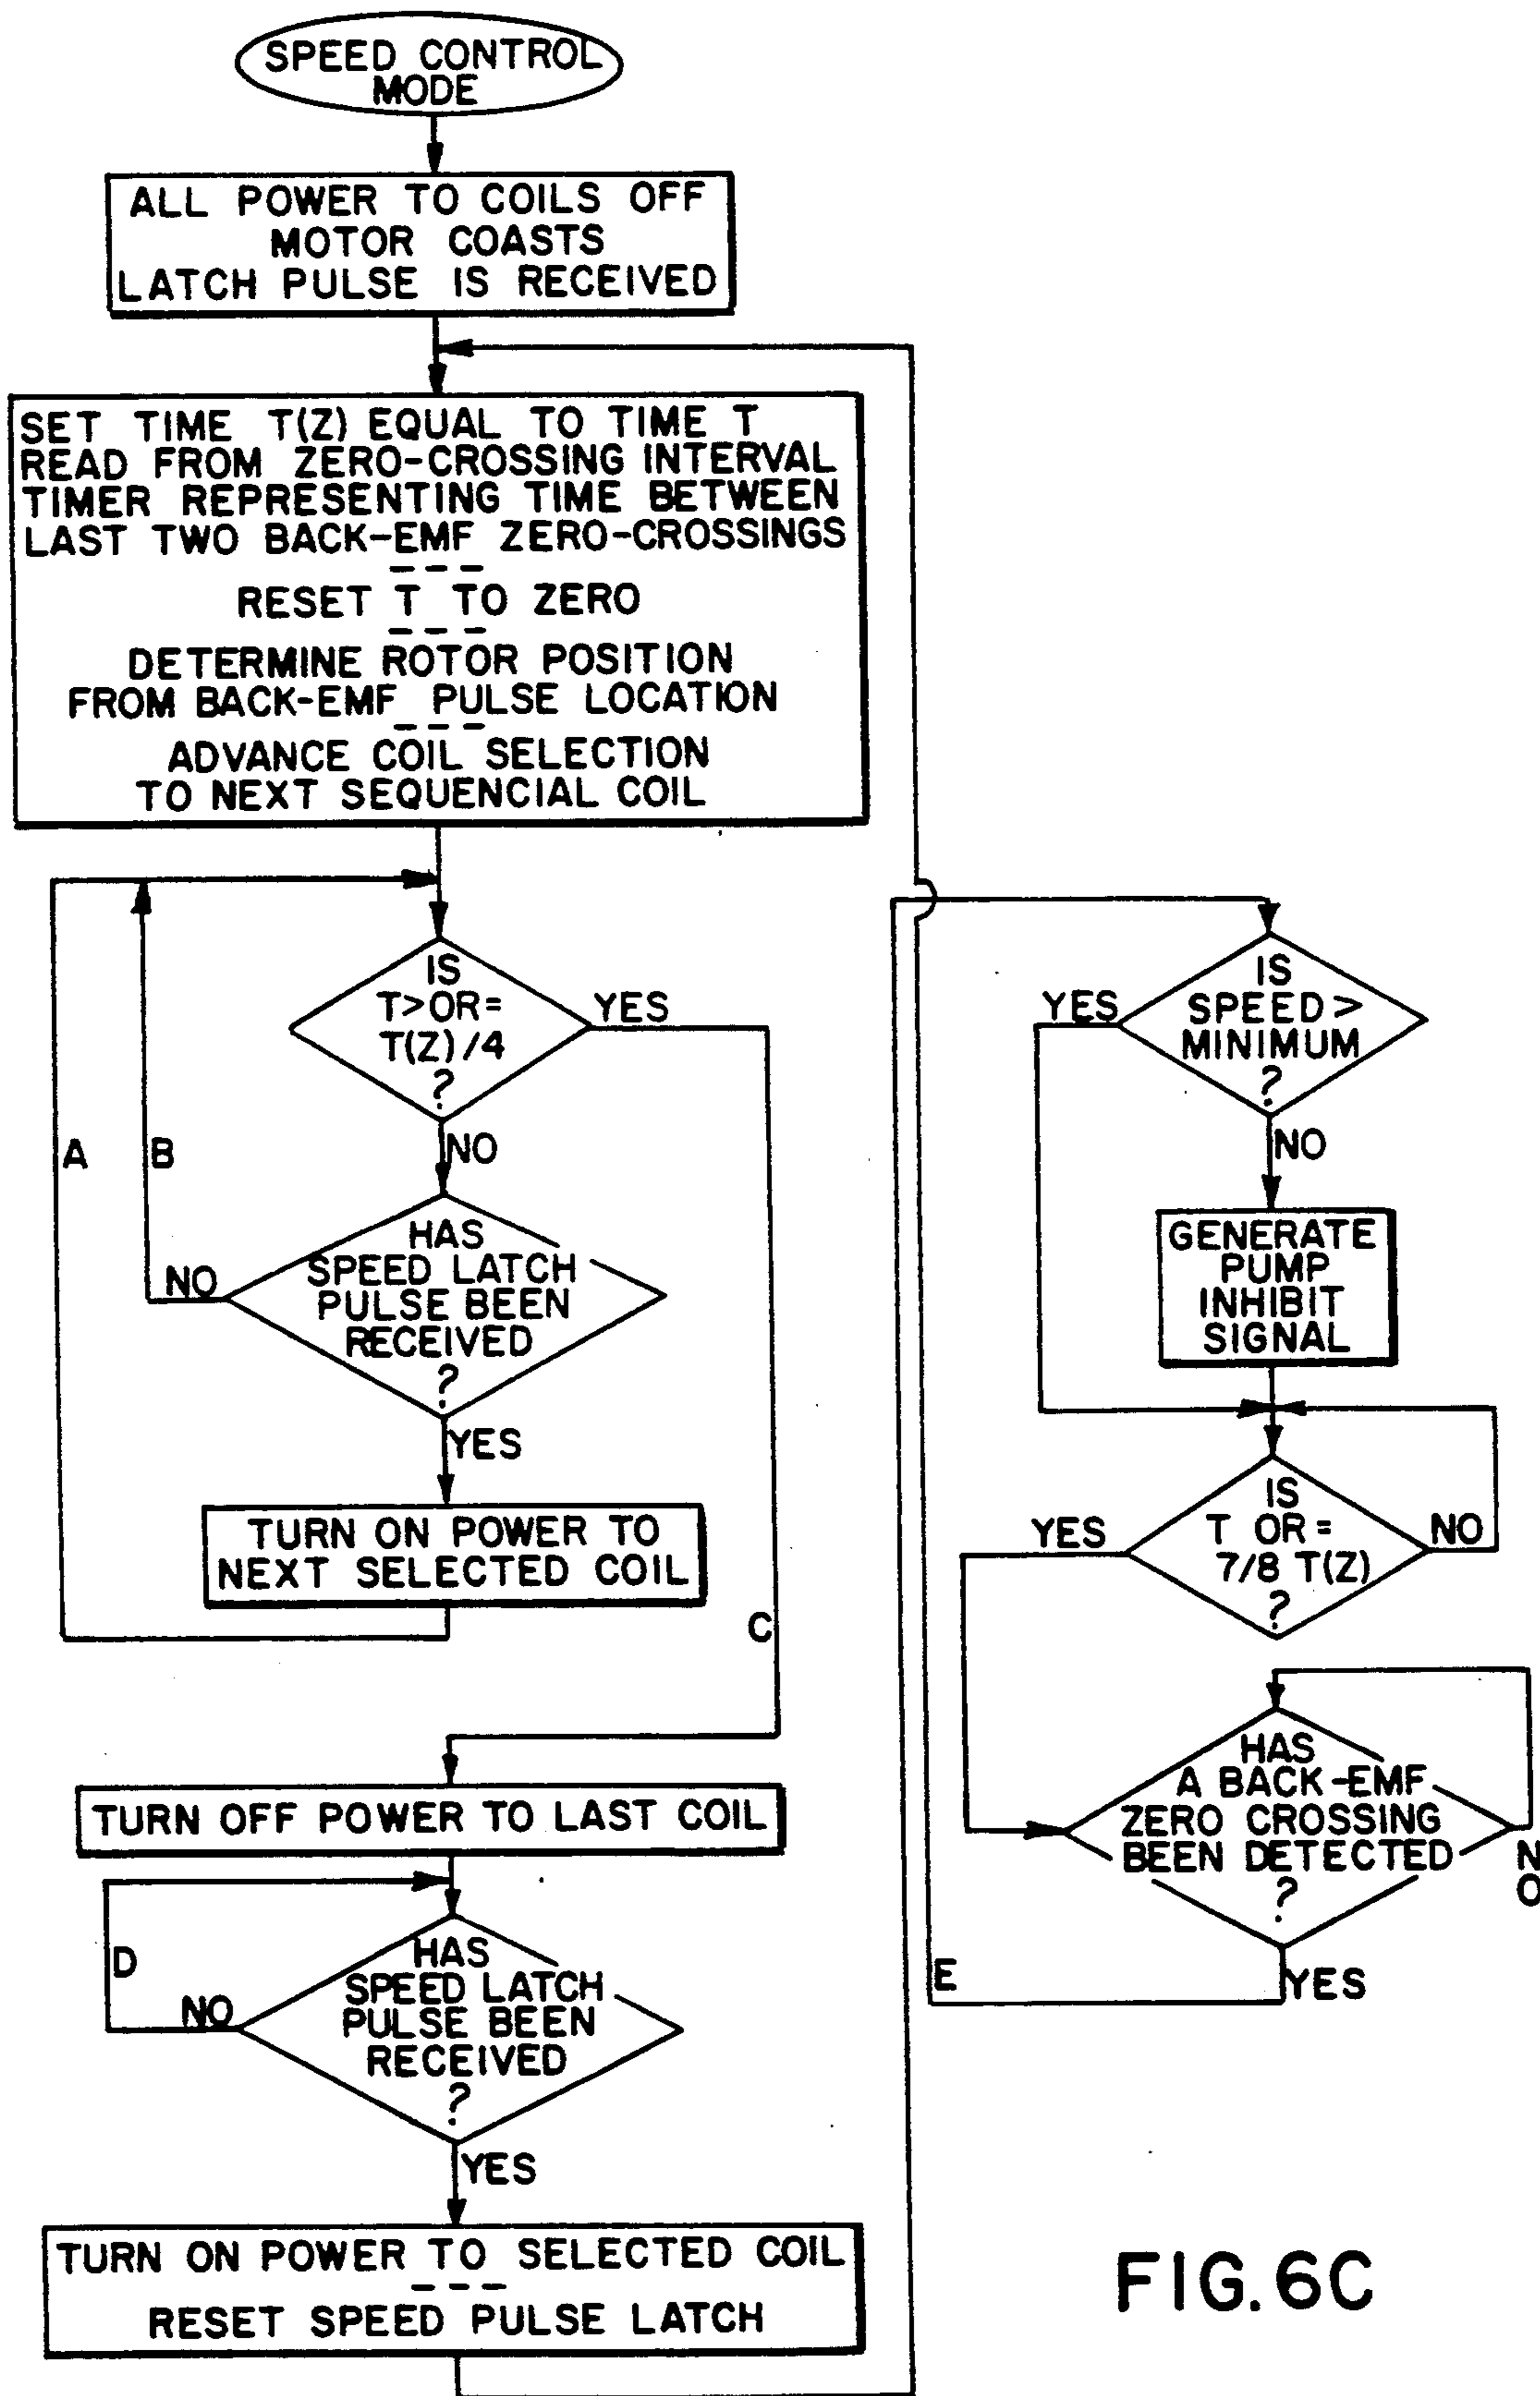 SPEED CONTROL
MODE
ALL POWER TO COILS OFF
MOTOR COASTS
LATCH PULSE IS RECEIVED
SET TIME T(Z) EQUAL TO TIME T
READ FROM ZERO-CROSSING INTERVAL
TIMER REPRESENTING TIME BETWEEN
LAST TWO BACK-EMF ZERO-CROSSINGS
---
RESET T TO ZERO
---
DETERMINE ROTOR POSITION
FROM BACK-EMF PULSE LOCATION
---
ADVANCE COIL SELECTION
TO NEXT SEQUENCIAL COIL
IS
T>OR=
T(Z)/4
?
YES
NO
A
B
HAS
SPEED LATCH
PULSE BEEN
RECEIVED
?
NO
YES
TURN ON POWER TO
NEXT SELECTED COIL
C
TURN OFF POWER TO LAST COIL
D
HAS
SPEED LATCH
PULSE BEEN
RECEIVED
?
NO
YES
TURN ON POWER TO SELECTED COIL
---
RESET SPEED PULSE LATCH
IS
SPEED >
MINIMUM
?
YES
NO
GENERATE
PUMP
INHIBIT
SIGNAL
IS
T OR=
7/8 T(Z)
?
YES
NO
HAS
A BACK-EMF
ZERO CROSSING
BEEN DETECTED
?
NO
E
YES
FIG. 6C